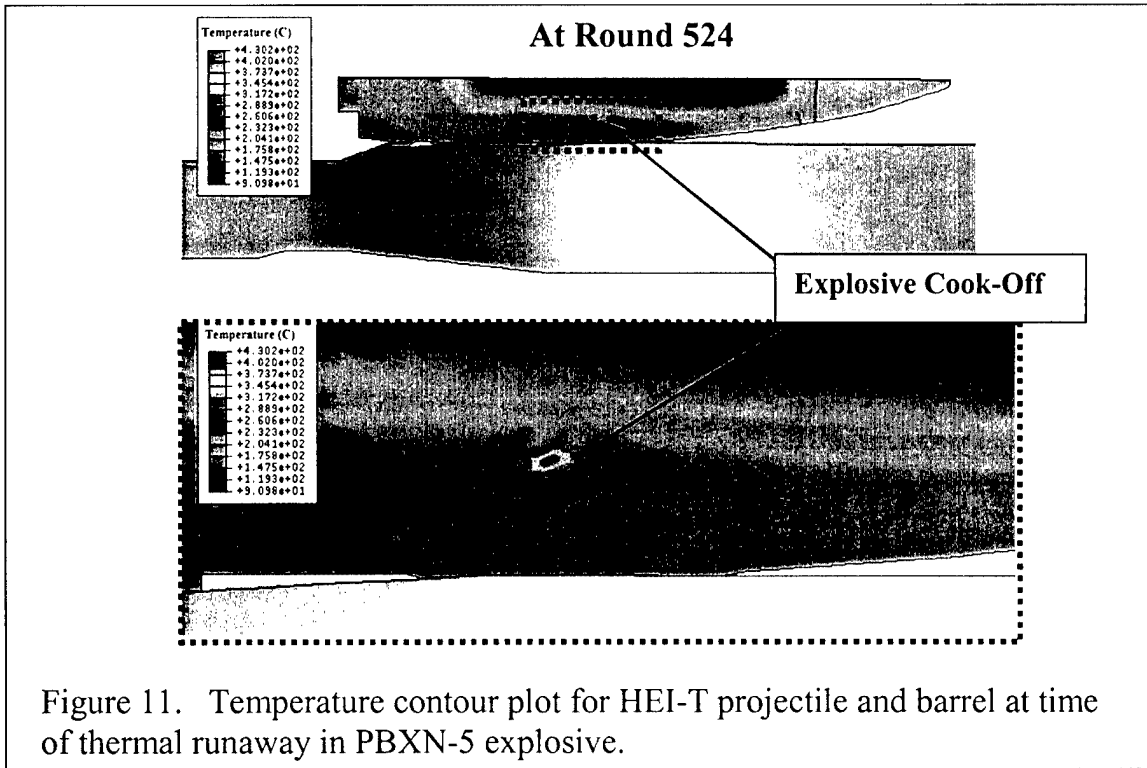 At Round 524
Temperature (C)
+4.302e+02
+4.020e+02
+3.737e+02
+3.454e+02
+3.172e+02
+2.889e+02
+2.606e+02
+2.323e+02
+2.041e+02
+1.758e+02
+1.475e+02
+1.193e+02
+9.098e+01
Explosive Cook-Off
Temperature (C)
+4.302e+02
+4.020e+02
+3.737e+02
+3.454e+02
+3.172e+02
+2.889e+02
+2.606e+02
+2.323e+02
+2.041e+02
+1.758e+02
+1.475e+02
+1.193e+02
+9.098e+01
Figure 11. Temperature contour plot for HEI-T projectile and barrel at time
of thermal runaway in PBXN-5 explosive.